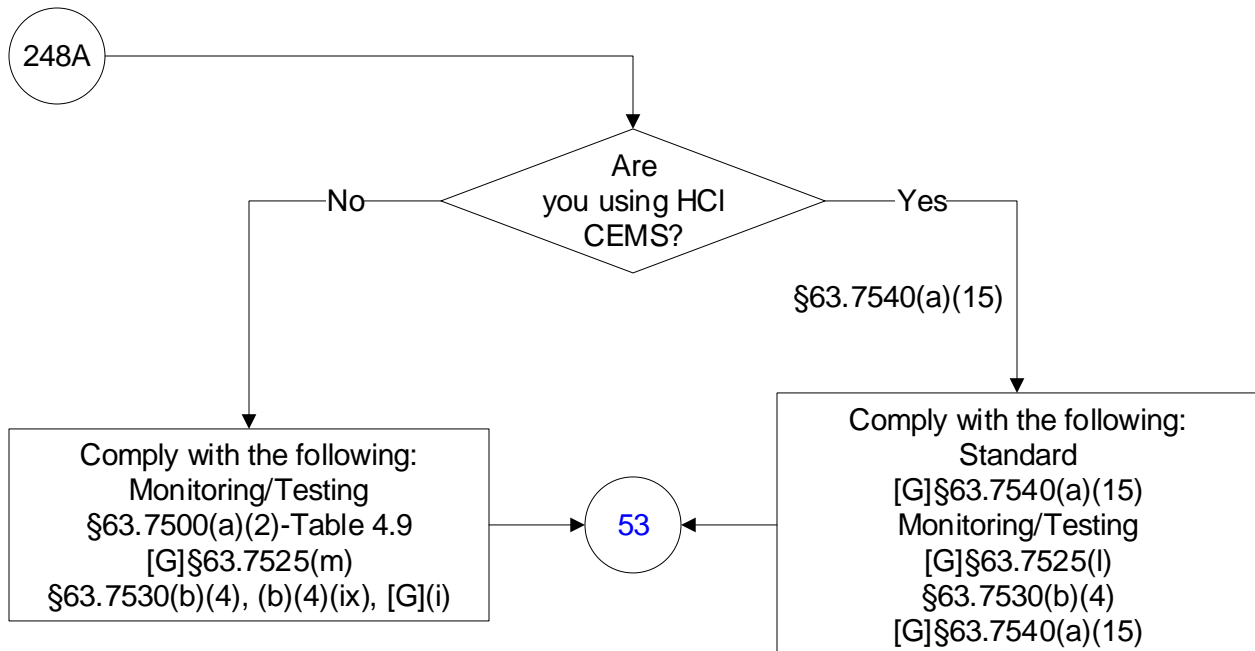 248A
Are
you using HCl
CEMS?
No
Yes
§63.7540(a)(15)
Comply with the following:
Monitoring/Testing
§63.7500(a)(2)-Table 4.9
[G]§63.7525(m)
§63.7530(b)(4), (b)(4)(ix), [G](i)
53
Comply with the following:
Standard
[G]§63.7540(a)(15)
Monitoring/Testing
[G]§63.7525(l)
§63.7530(b)(4)
[G]§63.7540(a)(15)